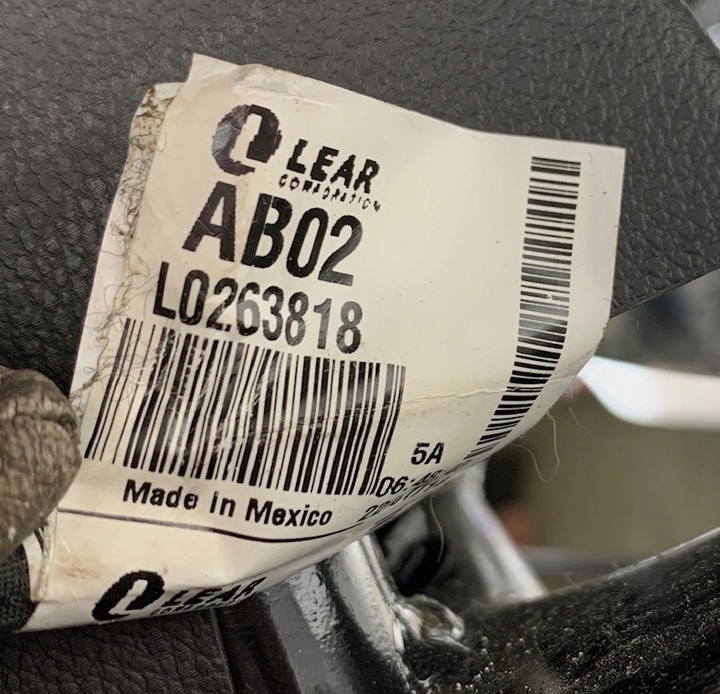 LEAR
CORPORATION
AB02
L0263818
5A
Made in Mexico
LEAR